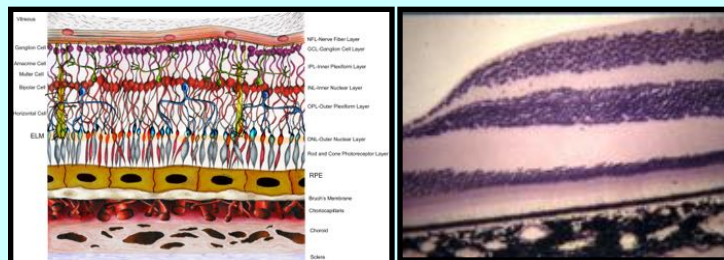 Vitreous
NFL-Nerve Fiber Layer
Ganglion Cell
GCL-Ganglion Cell Layer
Amacrine Cell
IPL-Inner Plexiform Layer
Muller Cell
Bipolar Cell
INL-Inner Nuclear Layer
OPL-Outer Plexiform Layer
Horizontal Cell
ELM
ONL-Outer Nuclear Layer
Rod and Cone Photoreceptor Layer
RPE
Bruch's Membrane
Choriocapillaris
Choroid
Sclera